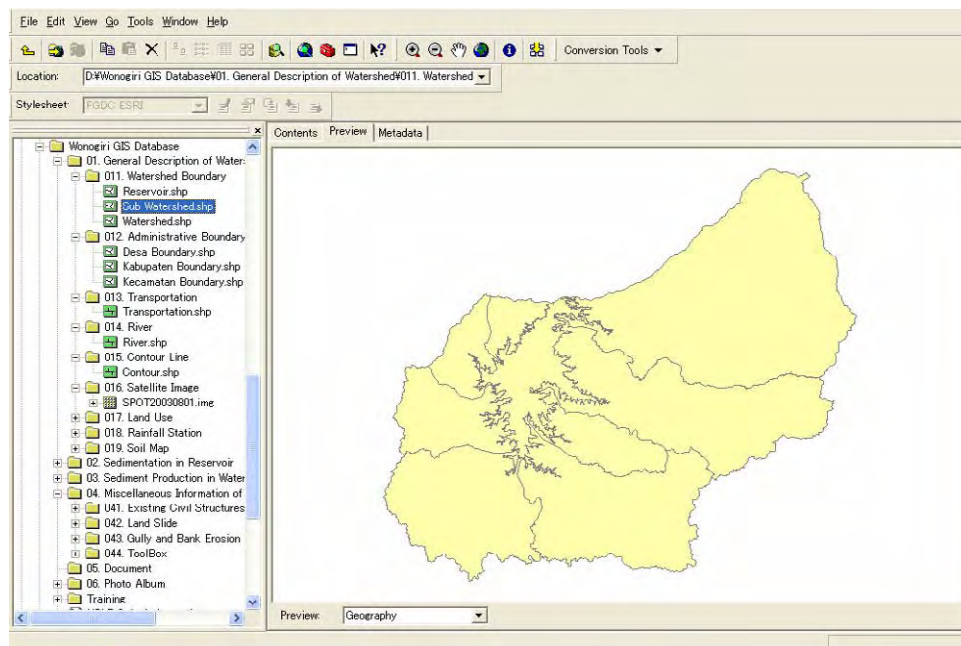 File Edit View Go Tools Window Help
Conversion Tools
Location: D:¥Wonogiri GIS Database¥01. General Description of Watershed¥011. Watershed
Stylesheet: FGDC ESRI
Contents Preview Metadata
Wonogiri GIS Database
01. General Description of Water
011. Watershed Boundary
Reservoir.shp
Sub Watershed.shp
Watershed.shp
012. Administrative Boundary
Desa Boundary.shp
Kabupaten Boundary.shp
Kecamatan Boundary.shp
013. Transportation
Transportation.shp
014. River
River.shp
015. Contour Line
Contour.shp
016. Satellite Image
SPOT20030801.img
017. Land Use
018. Rainfall Station
019. Soil Map
02. Sedimentation in Reservoir
03. Sediment Production in Water
04. Miscellaneous Information of
041. Existing Civil Structures
042. Land Slide
043. Gully and Bank Erosion
044. ToolBox
05. Document
06. Photo Album
Training
Preview: Geography